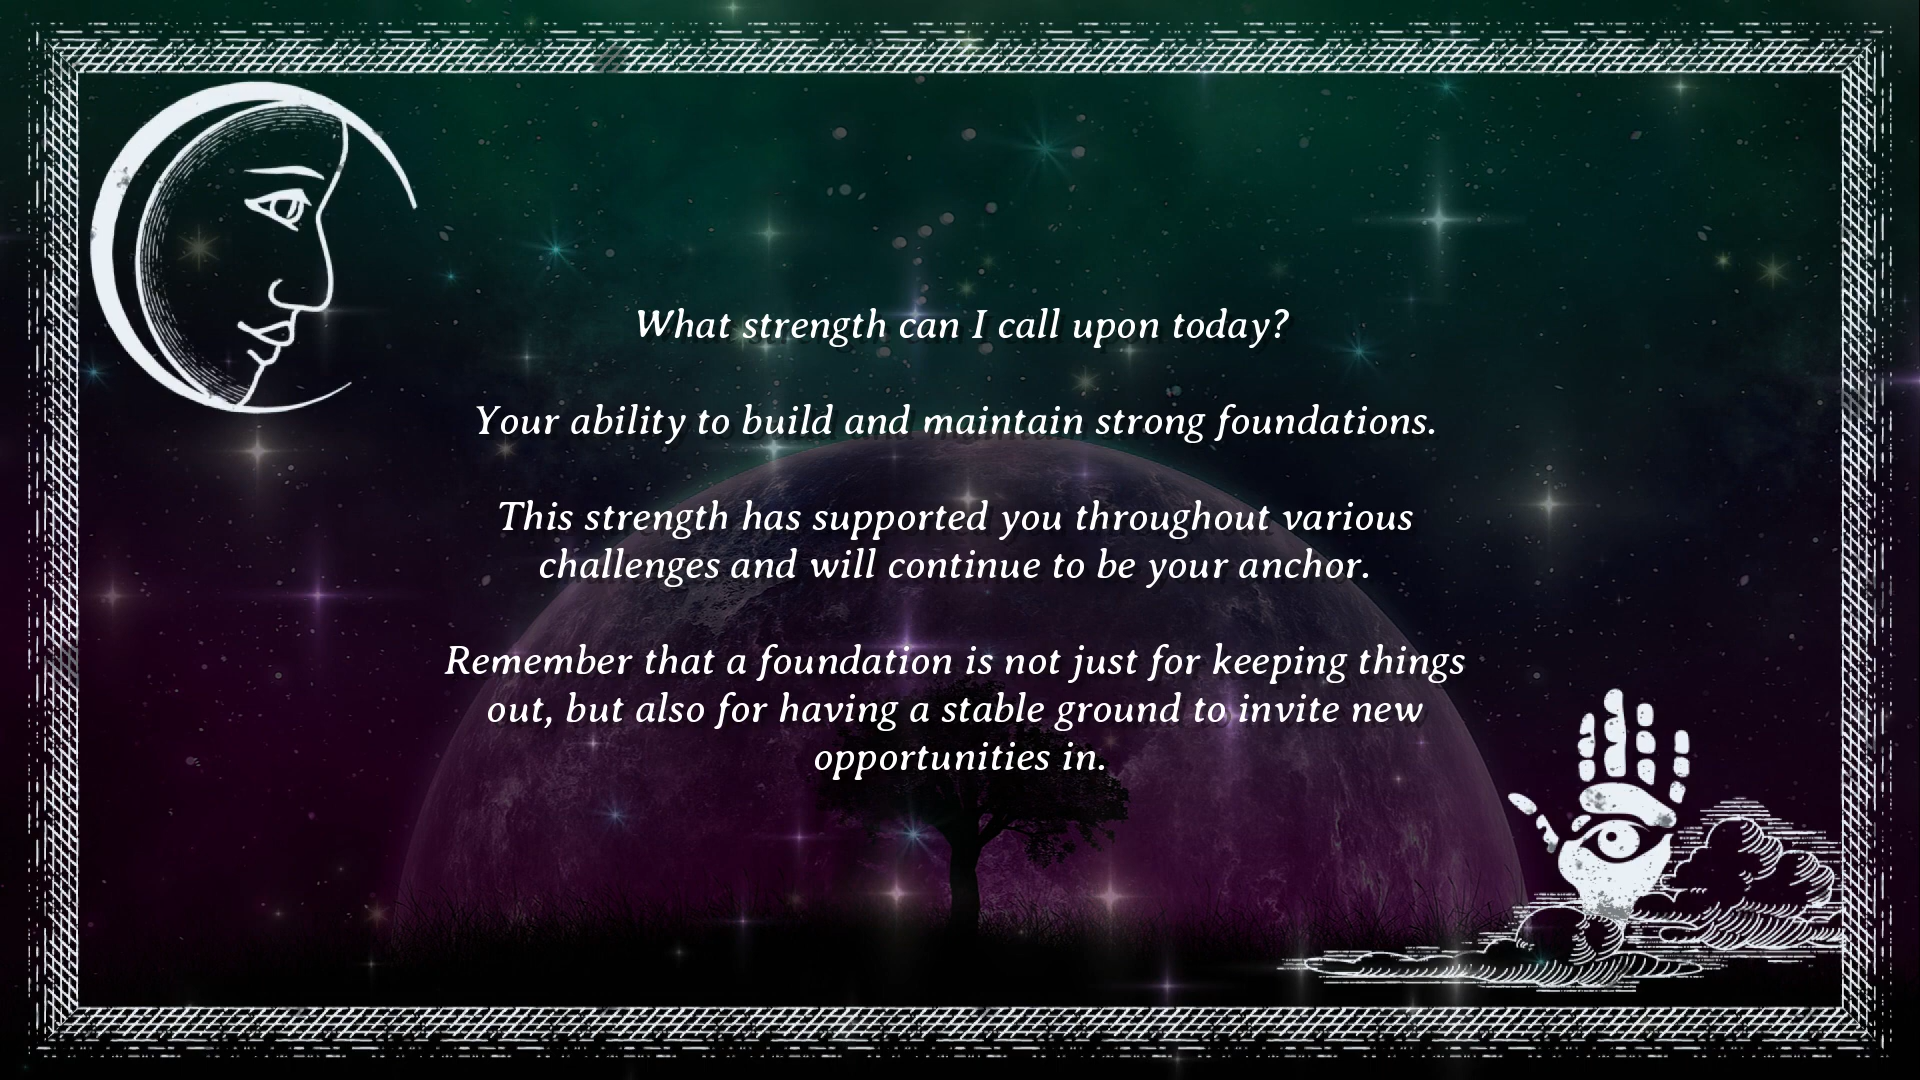 What strength can I call upon today?
Your ability to build and maintain strong foundations.
This strength has supported you throughout various
challenges and will continue to be your anchor.
Remember that a foundation is not just for keeping things
out, but also for having a stable ground to invite new
opportunities in.